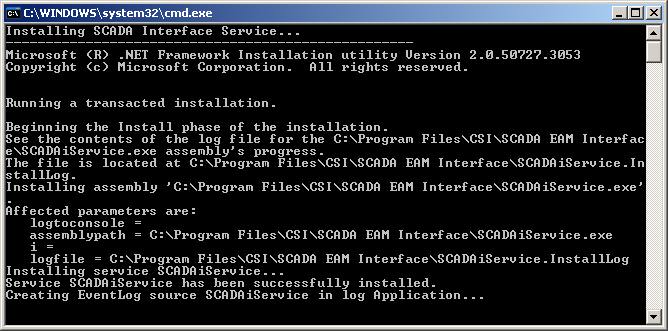 C:\WINDOWS\system32\cmd.exe
Installing SCADA Interface Service...
---------------------------------------------------
Microsoft (R) .NET Framework Installation utility Version 2.0.50727.3053
Copyright (c) Microsoft Corporation.  All rights reserved.
Running a transacted installation.
Beginning the Install phase of the installation.
See the contents of the log file for the C:\Program Files\CSI\SCADA EAM Interfac
e\SCADAiService.exe assembly's progress.
The file is located at C:\Program Files\CSI\SCADA EAM Interface\SCADAiService.In
stallLog.
Installing assembly 'C:\Program Files\CSI\SCADA EAM Interface\SCADAiService.exe'
.
Affected parameters are:
   logtoconsole =
   assemblypath = C:\Program Files\CSI\SCADA EAM Interface\SCADAiService.exe
   i =
   logfile = C:\Program Files\CSI\SCADA EAM Interface\SCADAiService.InstallLog
Installing service SCADAiService...
Service SCADAiService has been successfully installed.
Creating EventLog source SCADAiService in log Application...